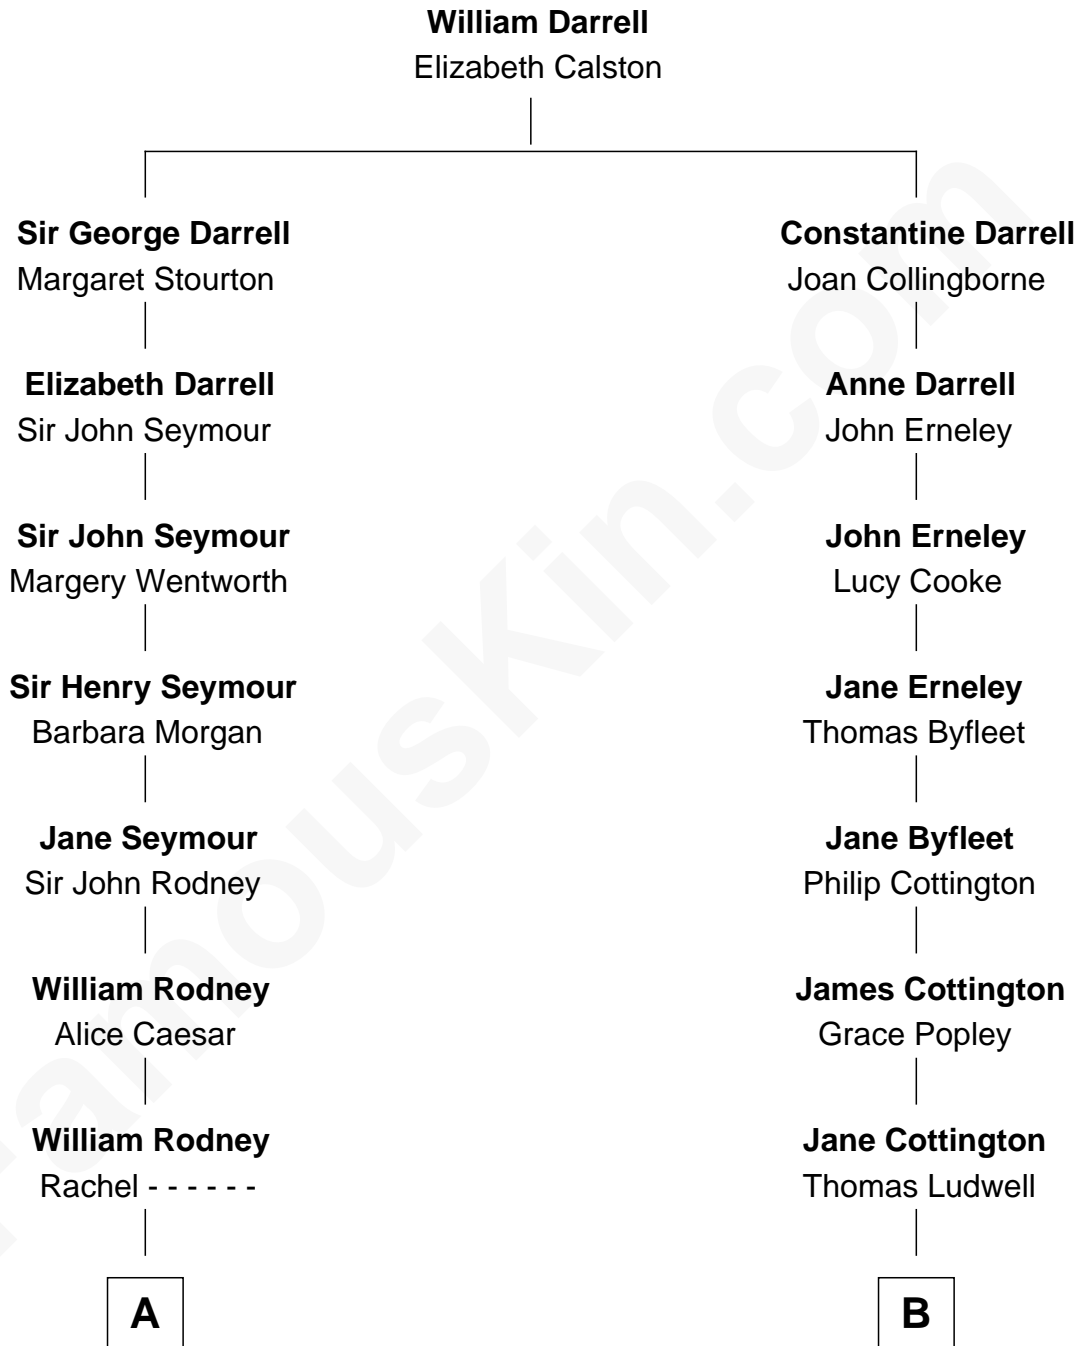 William Darrell
Elizabeth Calston
Sir George Darrell
Margaret Stourton
Constantine Darrell
Joan Collingborne
Elizabeth Darrell
Sir John Seymour
Anne Darrell
John Erneley
Sir John Seymour
Margery Wentworth
John Erneley
Lucy Cooke
Sir Henry Seymour
Barbara Morgan
Jane Erneley
Thomas Byfleet
Jane Seymour
Sir John Rodney
Jane Byfleet
Philip Cottington
William Rodney
Alice Caesar
James Cottington
Grace Popley
William Rodney
Rachel - - - - - -
Jane Cottington
Thomas Ludwell
A
B
FamousKin.com